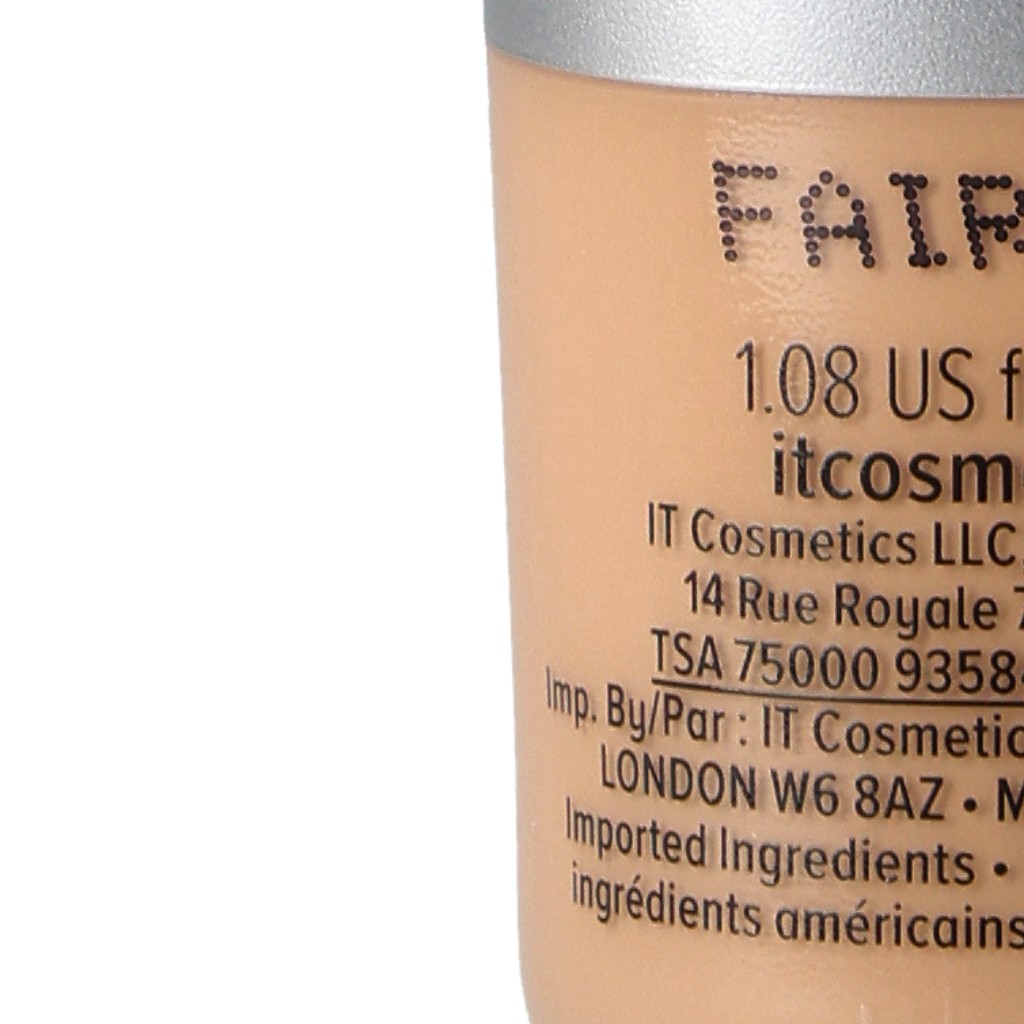 FAIR
1.08 US f
itcosm
IT Cosmetics LLC,
14 Rue Royale 7
TSA 75000 9358
Imp. By/Par : IT Cosmetic
LONDON W6 8AZ • M
Imported Ingredients •
ingrédients américains